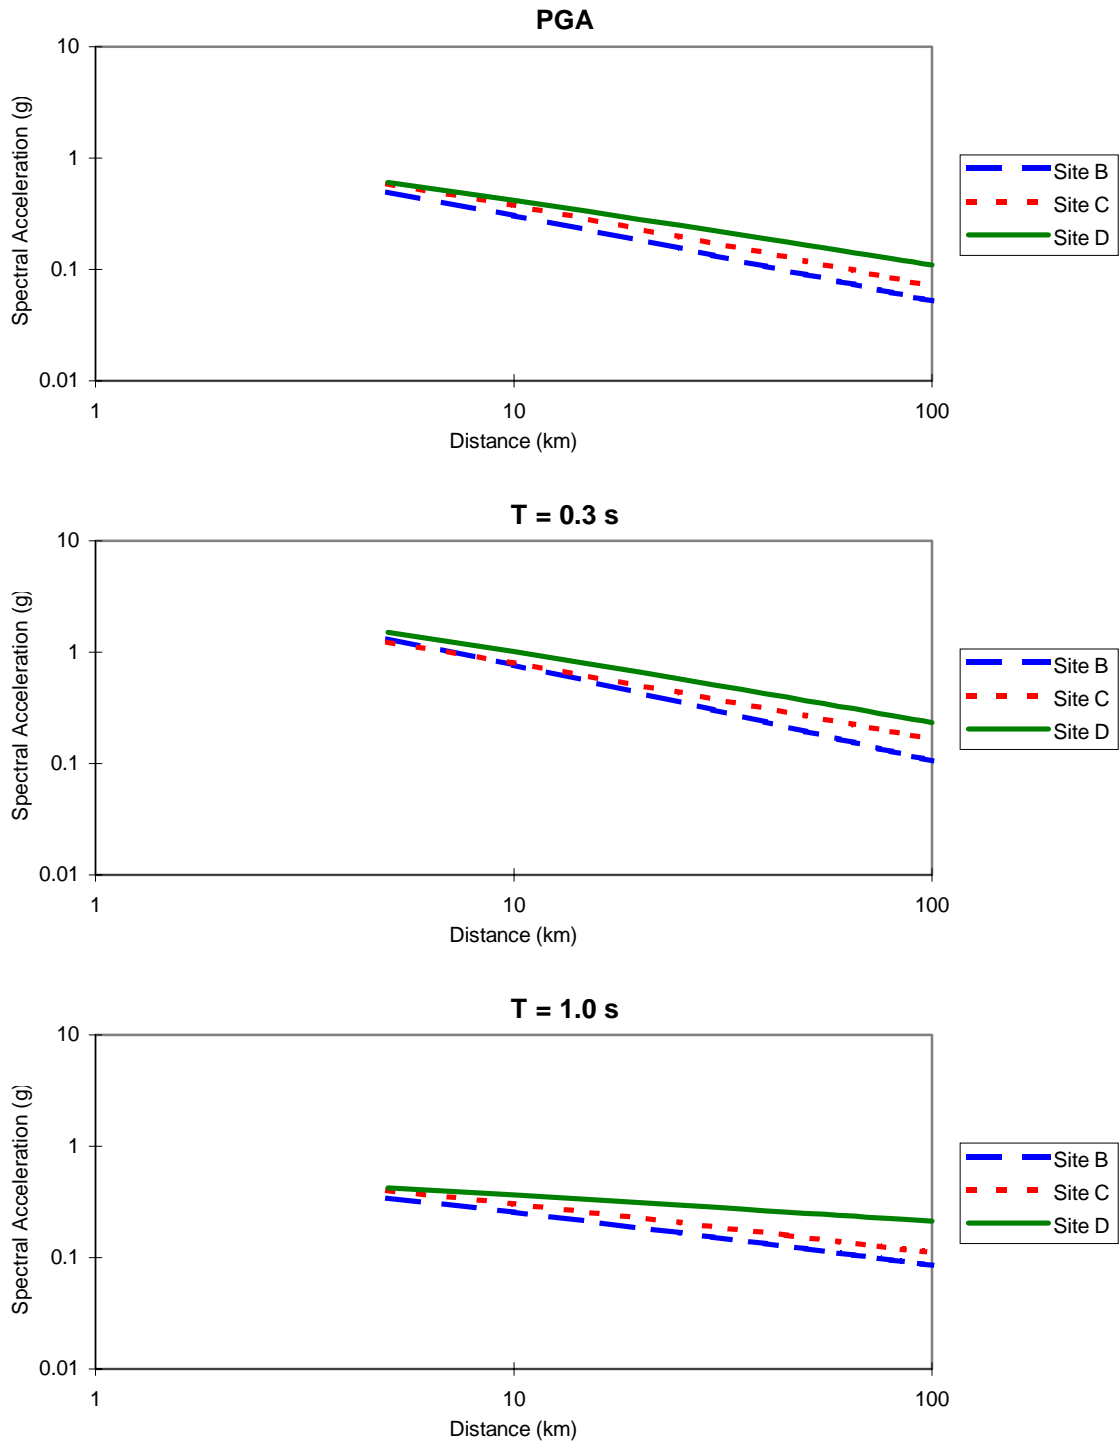 PGA
10
1
0.1
0.01
Spectral Acceleration (g)
1 10 100
Distance (km)
Site B
Site C
Site D
T = 0.3 s
10
1
0.1
0.01
Spectral Acceleration (g)
1 10 100
Distance (km)
Site B
Site C
Site D
T = 1.0 s
10
1
0.1
0.01
Spectral Acceleration (g)
1 10 100
Distance (km)
Site B
Site C
Site D